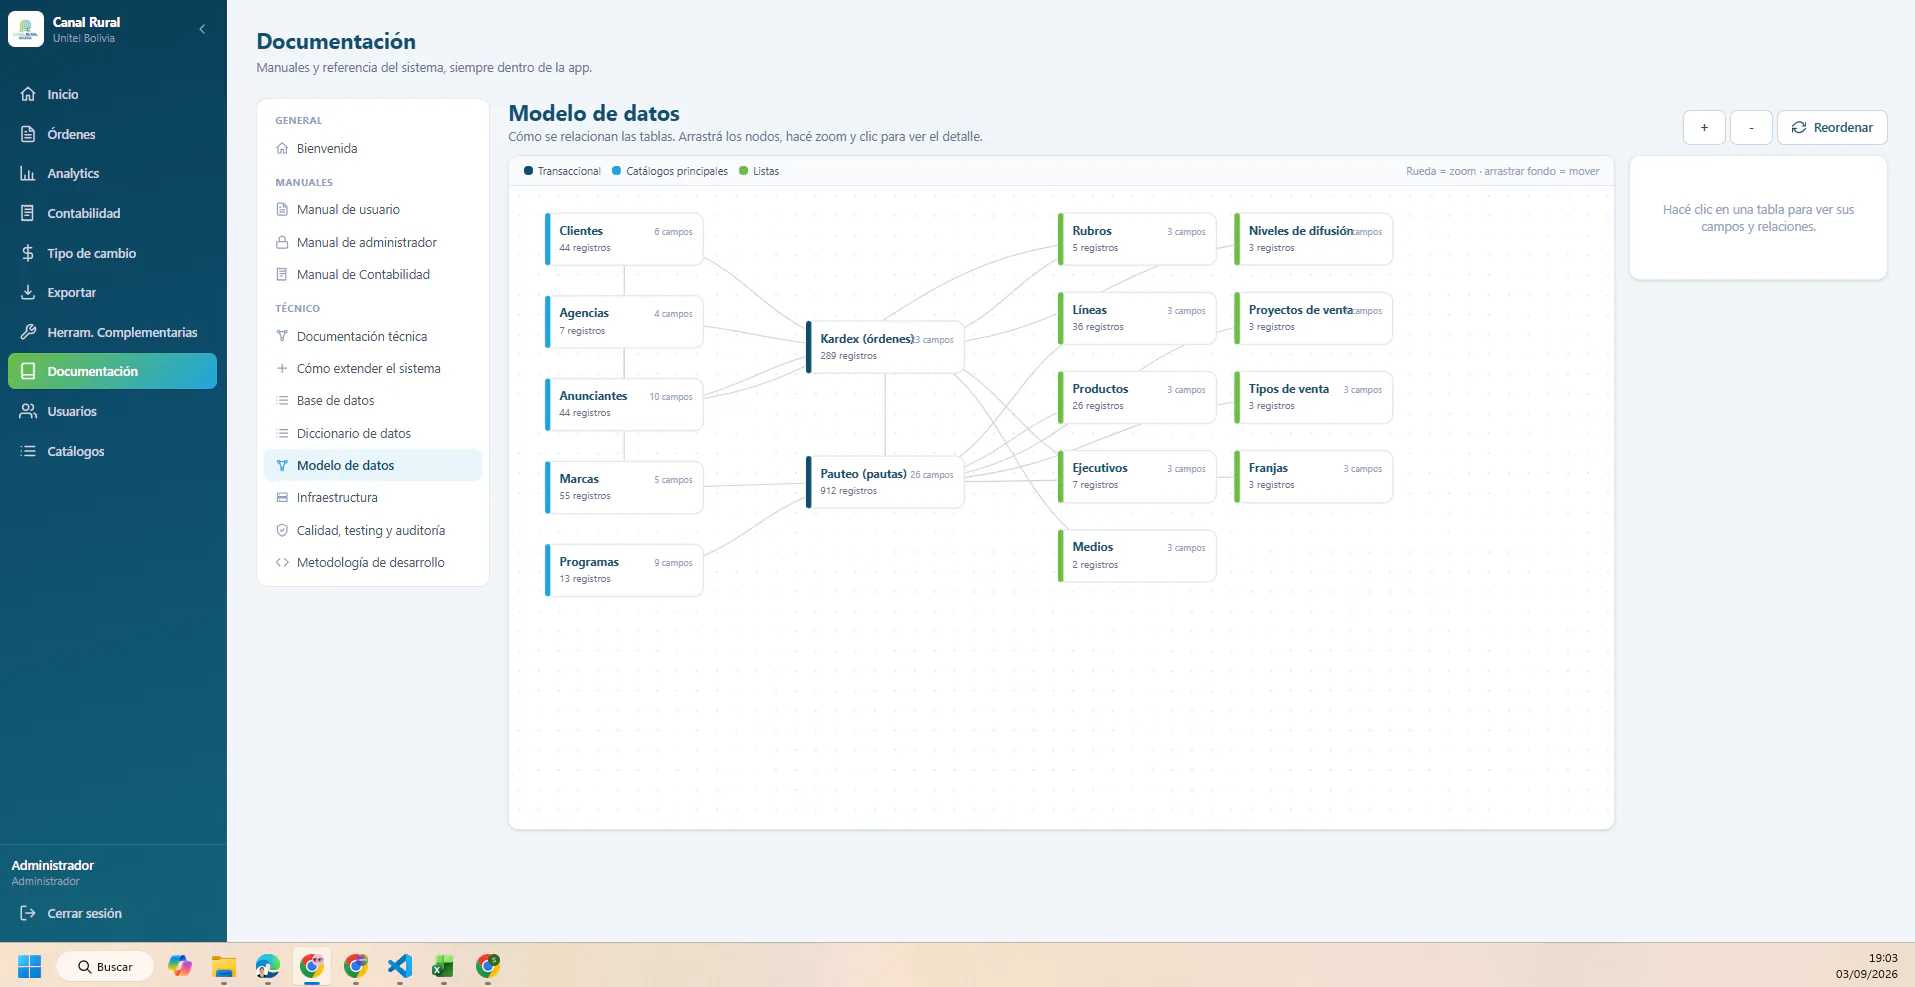 Canal Rural
Unitel Bolivia
Inicio
Órdenes
Analytics
Contabilidad
Tipo de cambio
Exportar
Herram. Complementarias
Documentación
Usuarios
Catálogos
Administrador
Administrador
Cerrar sesión
Documentación
Manuales y referencia del sistema, siempre dentro de la app.
GENERAL
Bienvenida
MANUALES
Manual de usuario
Manual de administrador
Manual de Contabilidad
TÉCNICO
Documentación técnica
Cómo extender el sistema
Base de datos
Diccionario de datos
Modelo de datos
Infraestructura
Calidad, testing y auditoría
Metodología de desarrollo
Modelo de datos
Cómo se relacionan las tablas. Arrastrá los nodos, hacé zoom y clic para ver el detalle.
+ - Reordenar
Transaccional Catálogos principales Listas
Rueda = zoom · arrastrar fondo = mover
Clientes 6 campos
44 registros
Agencias 4 campos
7 registros
Anunciantes 10 campos
44 registros
Marcas 5 campos
55 registros
Programas 9 campos
13 registros
Kardex (órdenes) campos
289 registros
Pauteo (pautas) 26 campos
912 registros
Rubros 3 campos
5 registros
Líneas 3 campos
36 registros
Productos 3 campos
26 registros
Ejecutivos 3 campos
7 registros
Medios 3 campos
2 registros
Niveles de difusión campos
3 registros
Proyectos de venta campos
3 registros
Tipos de venta 3 campos
3 registros
Franjas 3 campos
3 registros
Hacé clic en una tabla para ver sus
campos y relaciones.
Buscar
19:03
03/09/2026